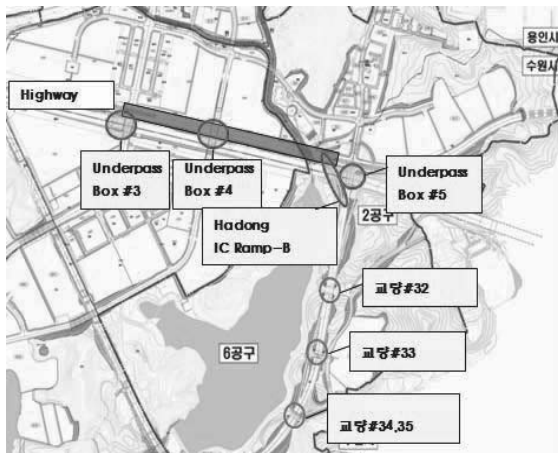 용인시
수원시
Highway
Underpass
Box #3
Underpass
Box #4
Underpass
Box #5
Hadong
IC Ramp-B
2공구
교량#32
6공구
교량#33
교량#34,35